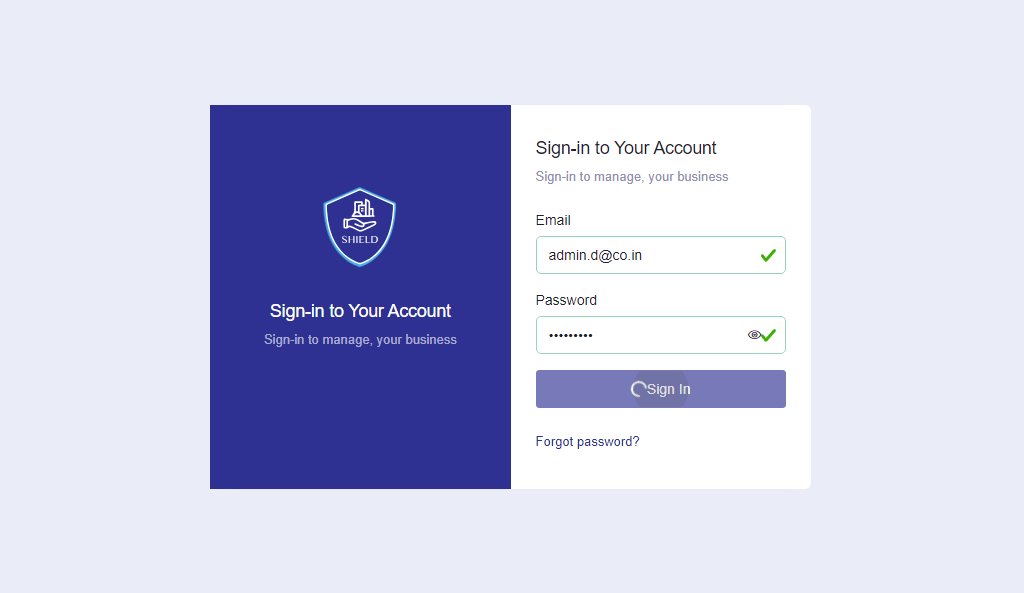 SHIELD
Sign-in to Your Account
Sign-in to manage, your business
Sign-in to Your Account
Sign-in to manage, your business
Email
admin.d@co.in
Password
•••••••••
Sign In
Forgot password?